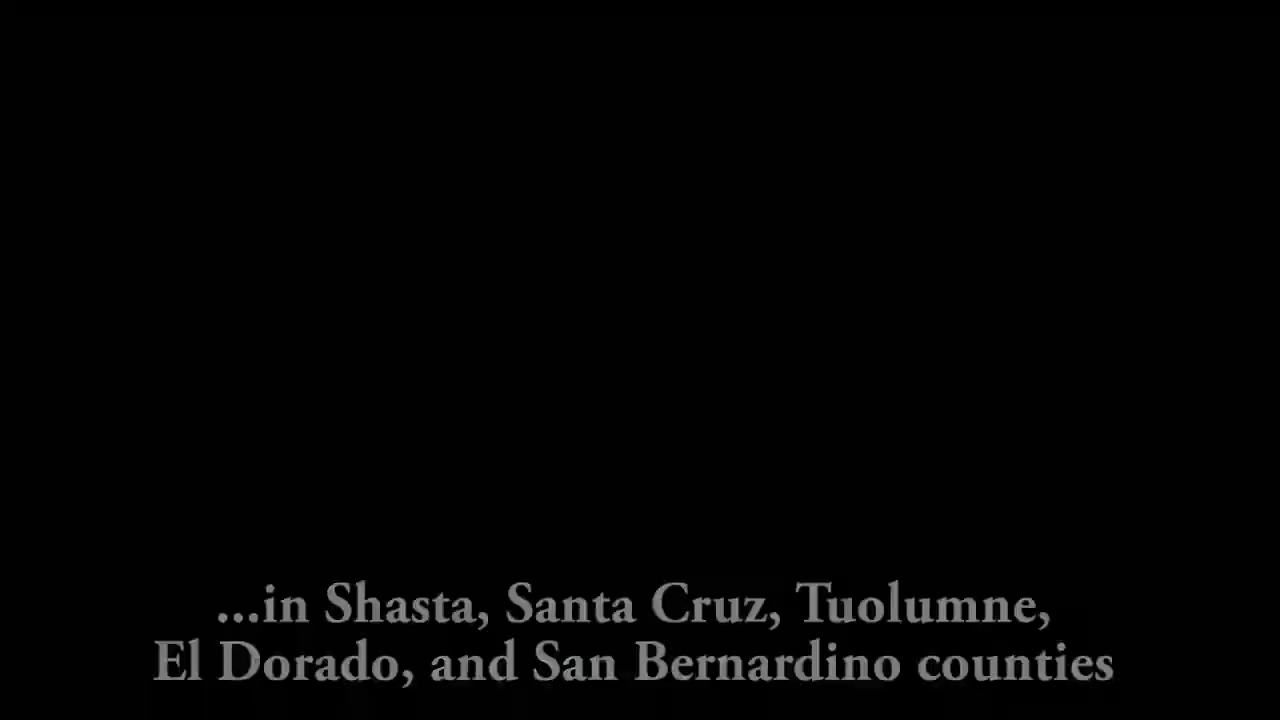 ...in Shasta, Santa Cruz, Tuolumne,
El Dorado, and San Bernardino counties